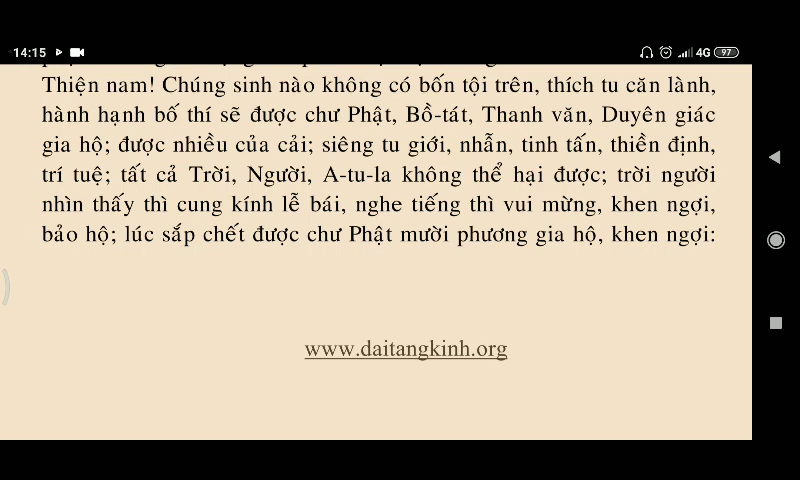 14:15
4G 97
Thiện nam! Chúng sinh nào không có bốn tội trên, thích tu căn lành,
hành hạnh bố thí sẽ được chư Phật, Bồ-tát, Thanh văn, Duyên giác
gia hộ; được nhiều của cải; siêng tu giới, nhẫn, tinh tấn, thiền định,
trí tuệ; tất cả Trời, Người, A-tu-la không thể hại được; trời người
nhìn thấy thì cung kính lễ bái, nghe tiếng thì vui mừng, khen ngợi,
bảo hộ; lúc sắp chết được chư Phật mười phương gia hộ, khen ngợi:
www.daitangkinh.org